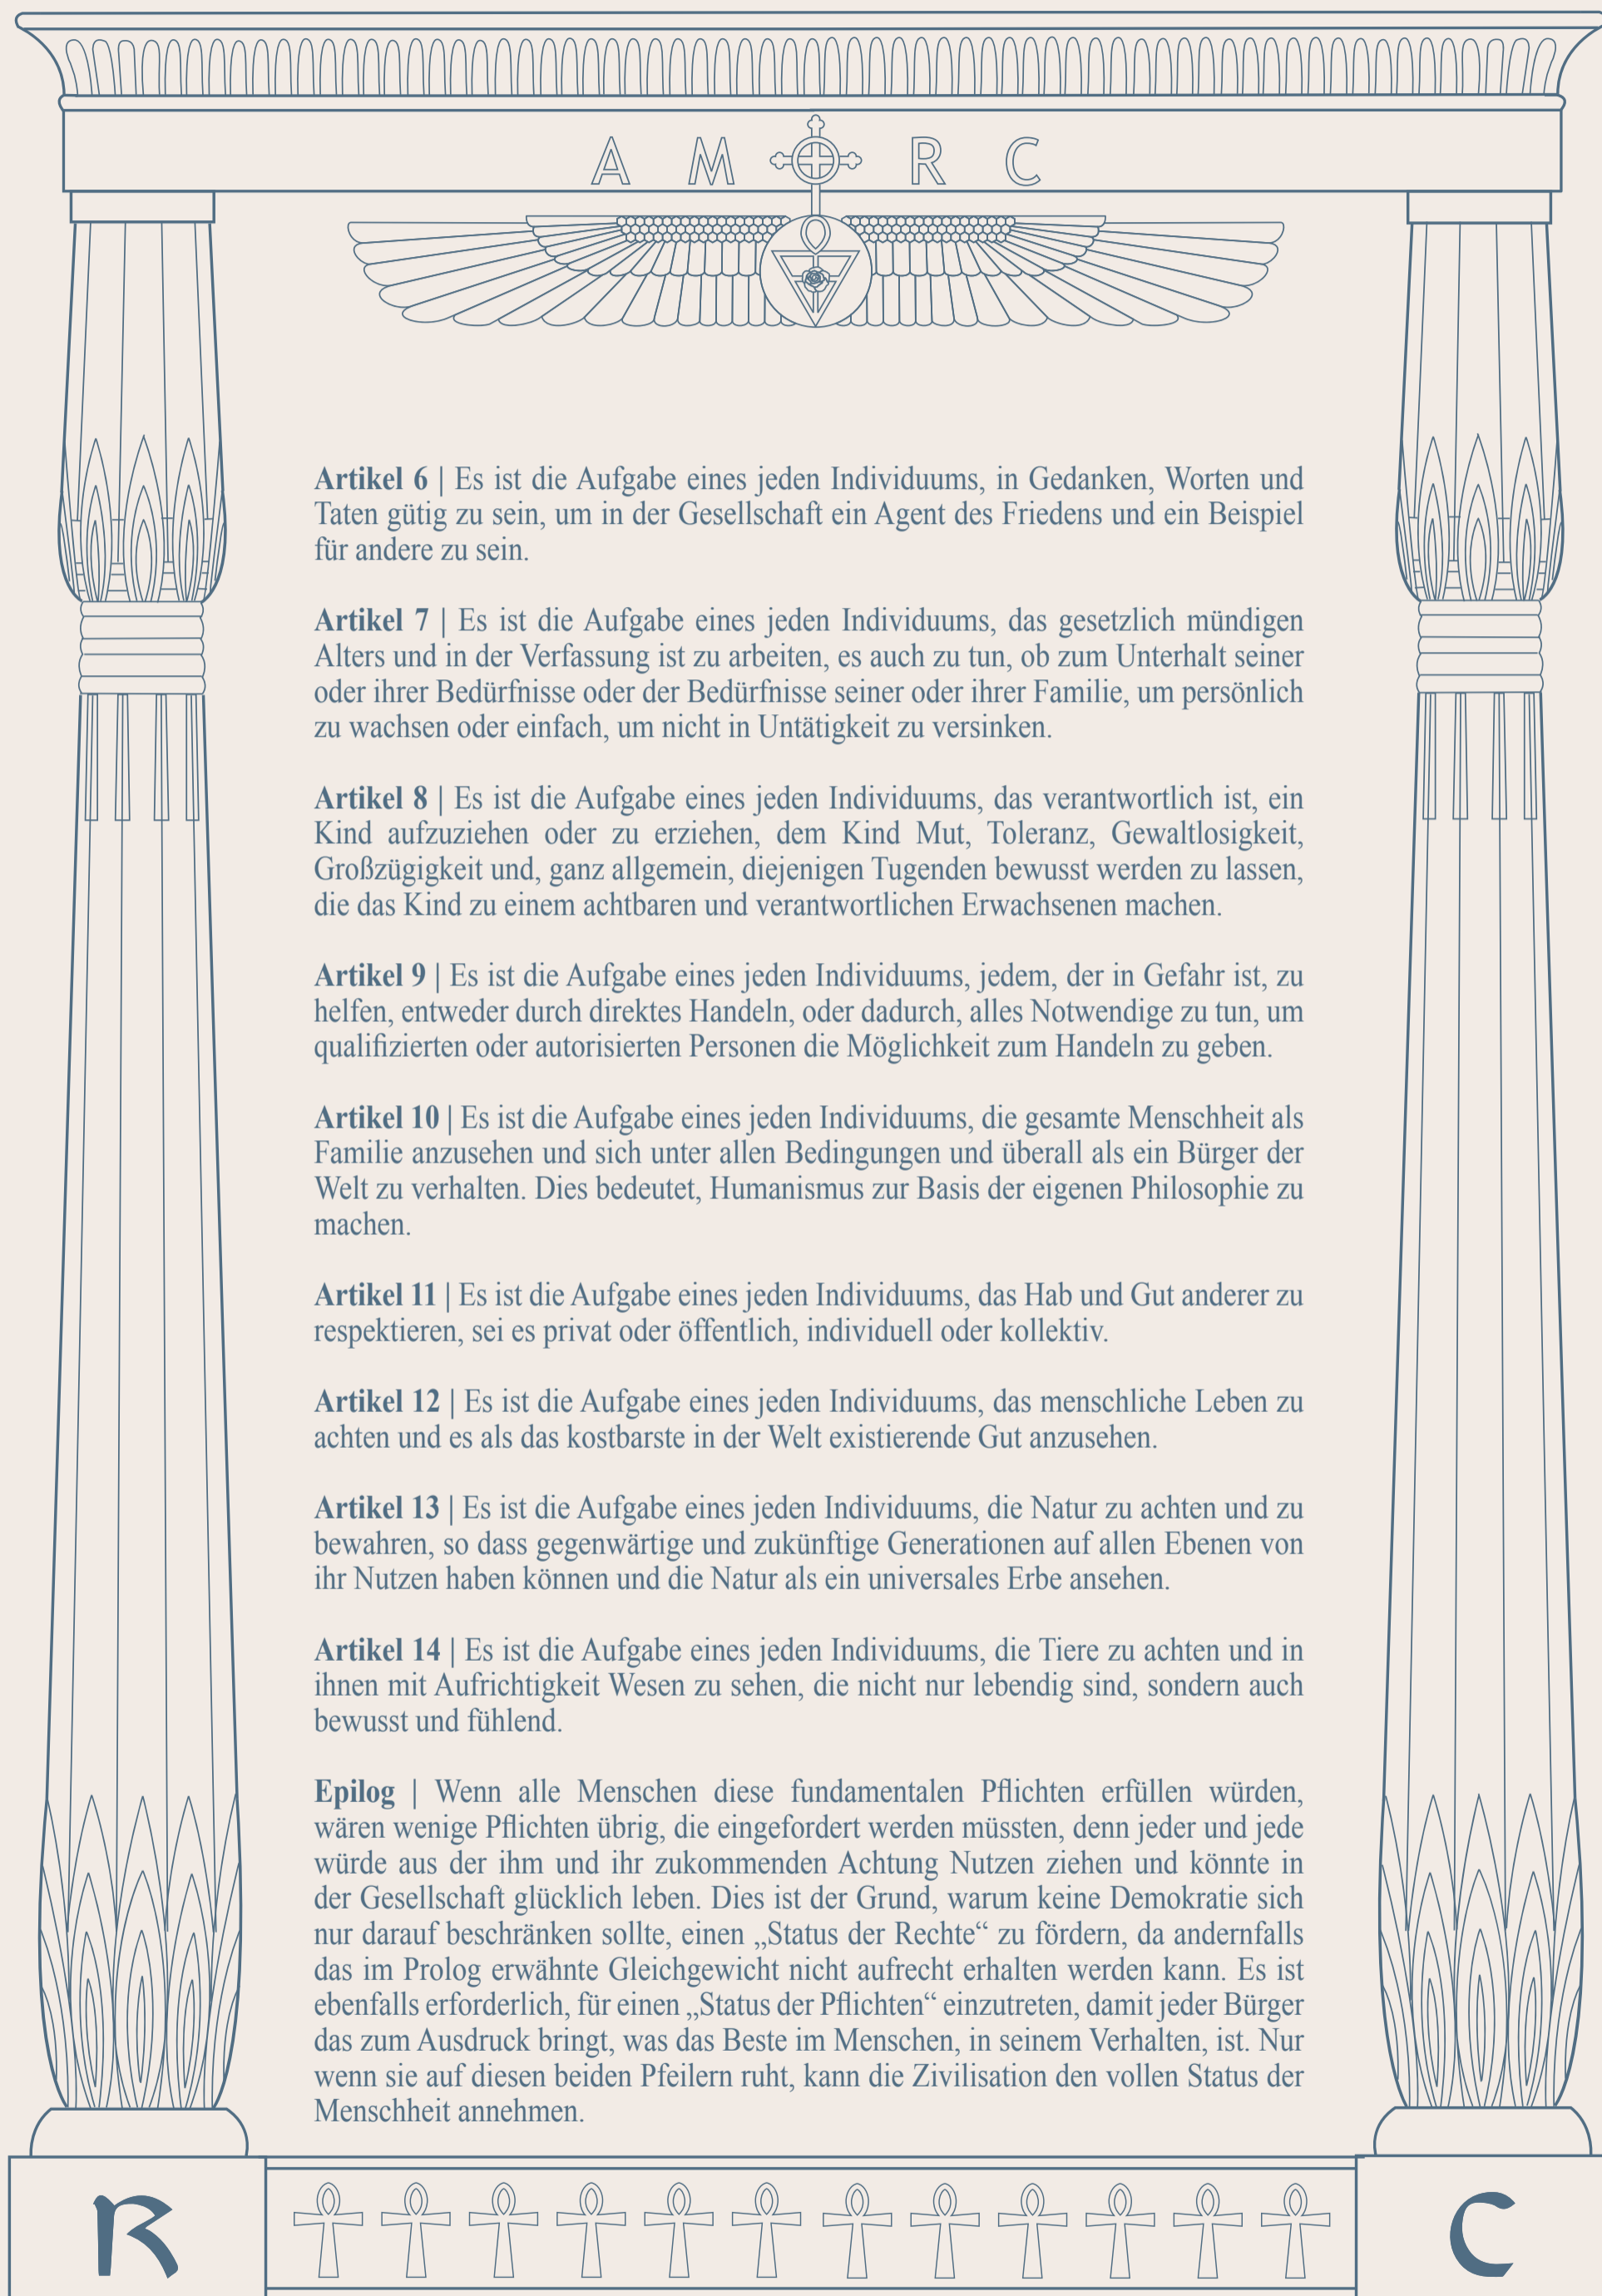 A M R C
Artikel 6 | Es ist die Aufgabe eines jeden Individuums, in Gedanken, Worten und
Taten gütig zu sein, um in der Gesellschaft ein Agent des Friedens und ein Beispiel
für andere zu sein.
Artikel 7 | Es ist die Aufgabe eines jeden Individuums, das gesetzlich mündigen
Alters und in der Verfassung ist zu arbeiten, es auch zu tun, ob zum Unterhalt seiner
oder ihrer Bedürfnisse oder der Bedürfnisse seiner oder ihrer Familie, um persönlich
zu wachsen oder einfach, um nicht in Untätigkeit zu versinken.
Artikel 8 | Es ist die Aufgabe eines jeden Individuums, das verantwortlich ist, ein
Kind aufzuziehen oder zu erziehen, dem Kind Mut, Toleranz, Gewaltlosigkeit,
Großzügigkeit und, ganz allgemein, diejenigen Tugenden bewusst werden zu lassen,
die das Kind zu einem achtbaren und verantwortlichen Erwachsenen machen.
Artikel 9 | Es ist die Aufgabe eines jeden Individuums, jedem, der in Gefahr ist, zu
helfen, entweder durch direktes Handeln, oder dadurch, alles Notwendige zu tun, um
qualifizierten oder autorisierten Personen die Möglichkeit zum Handeln zu geben.
Artikel 10 | Es ist die Aufgabe eines jeden Individuums, die gesamte Menschheit als
Familie anzusehen und sich unter allen Bedingungen und überall als ein Bürger der
Welt zu verhalten. Dies bedeutet, Humanismus zur Basis der eigenen Philosophie zu
machen.
Artikel 11 | Es ist die Aufgabe eines jeden Individuums, das Hab und Gut anderer zu
respektieren, sei es privat oder öffentlich, individuell oder kollektiv.
Artikel 12 | Es ist die Aufgabe eines jeden Individuums, das menschliche Leben zu
achten und es als das kostbarste in der Welt existierende Gut anzusehen.
Artikel 13 | Es ist die Aufgabe eines jeden Individuums, die Natur zu achten und zu
bewahren, so dass gegenwärtige und zukünftige Generationen auf allen Ebenen von
ihr Nutzen haben können und die Natur als ein universales Erbe ansehen.
Artikel 14 | Es ist die Aufgabe eines jeden Individuums, die Tiere zu achten und in
ihnen mit Aufrichtigkeit Wesen zu sehen, die nicht nur lebendig sind, sondern auch
bewusst und fühlend.
Epilog | Wenn alle Menschen diese fundamentalen Pflichten erfüllen würden,
wären wenige Pflichten übrig, die eingefordert werden müssten, denn jeder und jede
würde aus der ihm und ihr zukommenden Achtung Nutzen ziehen und könnte in
der Gesellschaft glücklich leben. Dies ist der Grund, warum keine Demokratie sich
nur darauf beschränken sollte, einen „Status der Rechte“ zu fördern, da andernfalls
das im Prolog erwähnte Gleichgewicht nicht aufrecht erhalten werden kann. Es ist
ebenfalls erforderlich, für einen „Status der Pflichten“ einzutreten, damit jeder Bürger
das zum Ausdruck bringt, was das Beste im Menschen, in seinem Verhalten, ist. Nur
wenn sie auf diesen beiden Pfeilern ruht, kann die Zivilisation den vollen Status der
Menschheit annehmen.
R C